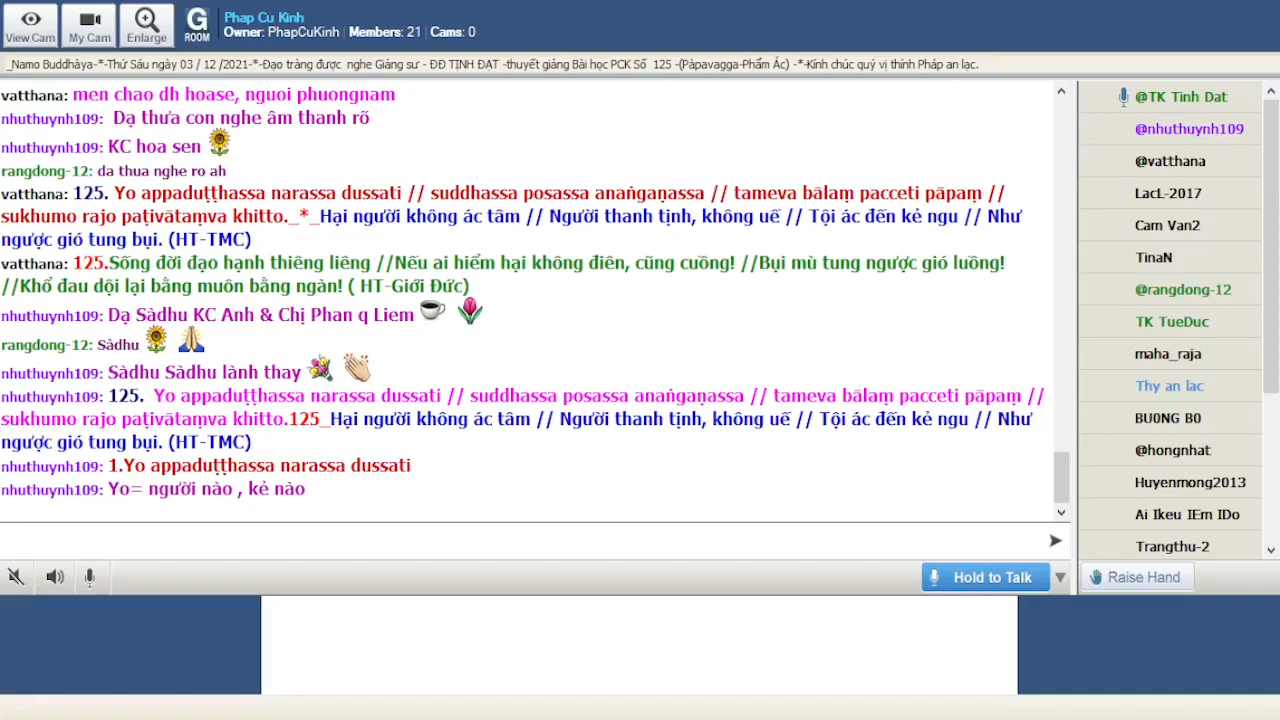 View Cam
My Cam
Enlarge
G
ROOM
Phap Cu Kinh
Owner: PhapCuKinh | Members: 21 | Cams: 0
_Namo Buddhàya-*-Thứ Sáu ngày 03 / 12 /2021-*-Đạo tràng được nghe Giảng sư - ĐĐ TỊNH ĐẠT -thuyết giảng Bài học PCK Số 125 -(Pàpavagga-Phẩm Ác) -*-Kính chúc quý vị thính Pháp an lạc.
vatthana: men chao dh hoase, nguoi phuongnam
nhuthuynh109: Dạ thưa con nghe âm thanh rõ
nhuthuynh109: KC hoa sen
rangdong-12: da thua nghe ro ah
vatthana: 125. Yo appaduṭṭhassa narassa dussati // suddhassa posassa anaṅgaṇassa // tameva bālaṃ pacceti pāpaṃ //
sukhumo rajo paṭivātaṃva khitto._*_Hại người không ác tâm // Người thanh tịnh, không uế // Tội ác đến kẻ ngu // Như
ngược gió tung bụi. (HT-TMC)
vatthana: 125.Sống đời đạo hạnh thiêng liêng //Nếu ai hiểm hại không điên, cũng cuồng! //Bụi mù tung ngược gió luồng!
//Khổ đau dội lại bằng muôn bằng ngàn! ( HT-Giới Đức)
nhuthuynh109: Dạ Sàdhu KC Anh & Chị Phan q Liem
rangdong-12: Sàdhu
nhuthuynh109: Sàdhu Sàdhu lành thay
nhuthuynh109: 125. Yo appaduṭṭhassa narassa dussati // suddhassa posassa anaṅgaṇassa // tameva bālaṃ pacceti pāpaṃ //
sukhumo rajo paṭivātaṃva khitto.125_Hại người không ác tâm // Người thanh tịnh, không uế // Tội ác đến kẻ ngu // Như
ngược gió tung bụi. (HT-TMC)
nhuthuynh109: 1.Yo appaduṭṭhassa narassa dussati
nhuthuynh109: Yo= người nào , kẻ nào
@TK Tinh Dat
@nhuthuynh109
@vatthana
LacL-2017
Cam Van2
TinaN
@rangdong-12
TK TueDuc
maha_raja
Thy an lac
BU0NG B0
@hongnhat
Huyenmong2013
Ai Ikeu IEm IDo
Trangthu-2
Hold to Talk
Raise Hand